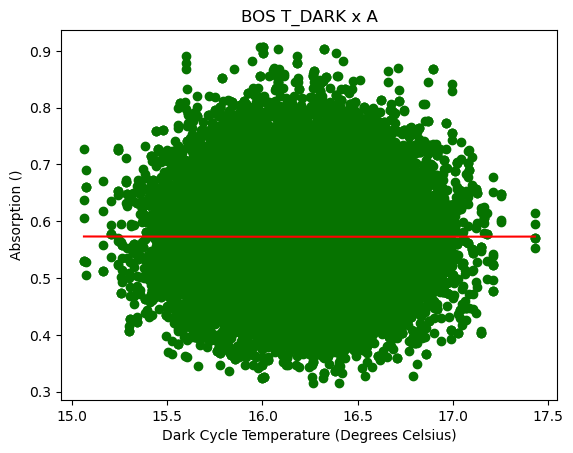 BOS T_DARK x A
0.9
0.8
0.7
0.6
0.5
0.4
0.3
Absorption ()
15.0 15.5 16.0 16.5 17.0 17.5
Dark Cycle Temperature (Degrees Celsius)